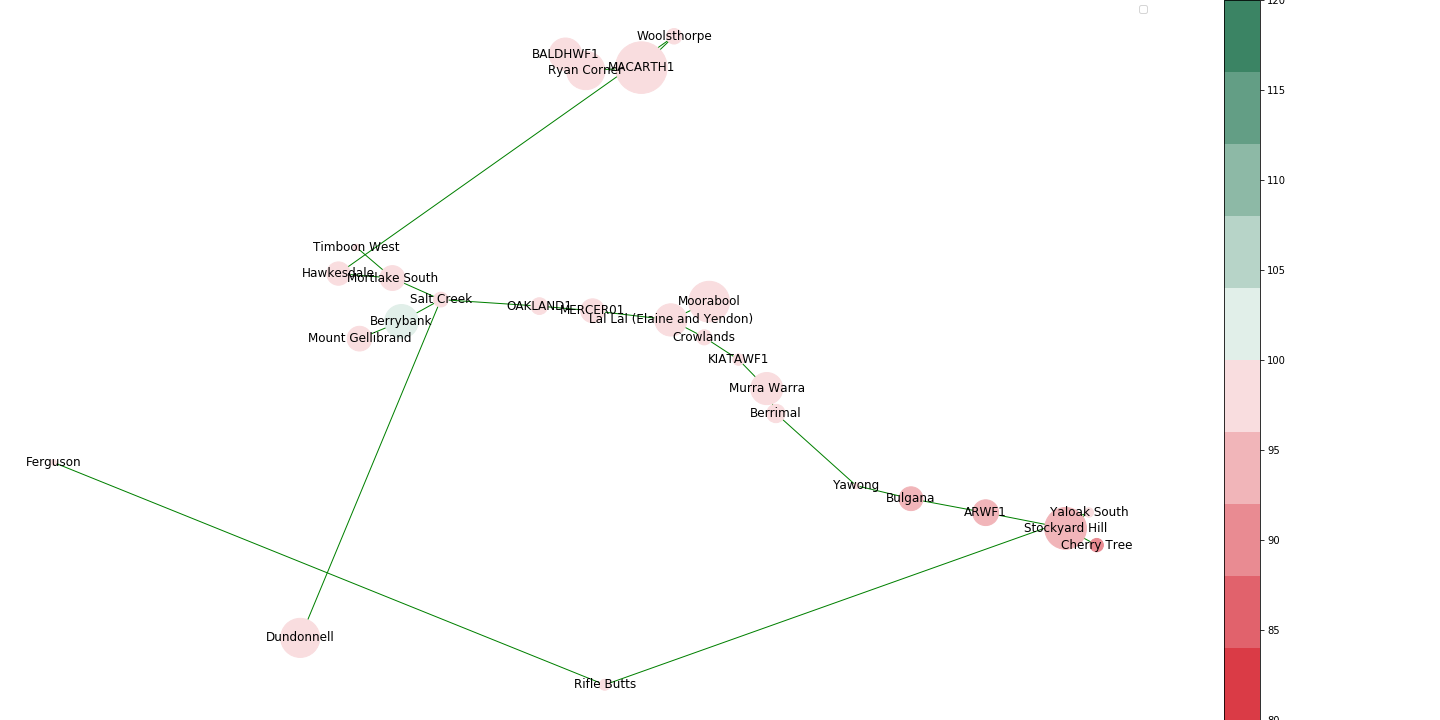 120
Woolsthorpe
BALDHWF1
MACARTH1
Ryan Corner
115
110
Timboon West
105
Hawkesdale
Mortlake South
Salt Creek
Moorabool
OAKLAND1
MERCER01
Lal Lal (Elaine and Yendon)
Berrybank
Mount Gellibrand
Crowlands
KIATAWF1
100
Murra Warra
Berrimal
95
Ferguson
Yawong
Bulgana
ARWF1
Yaloak South
Stockyard Hill
Cherry Tree
90
85
Dundonnell
Rifle Butts
80